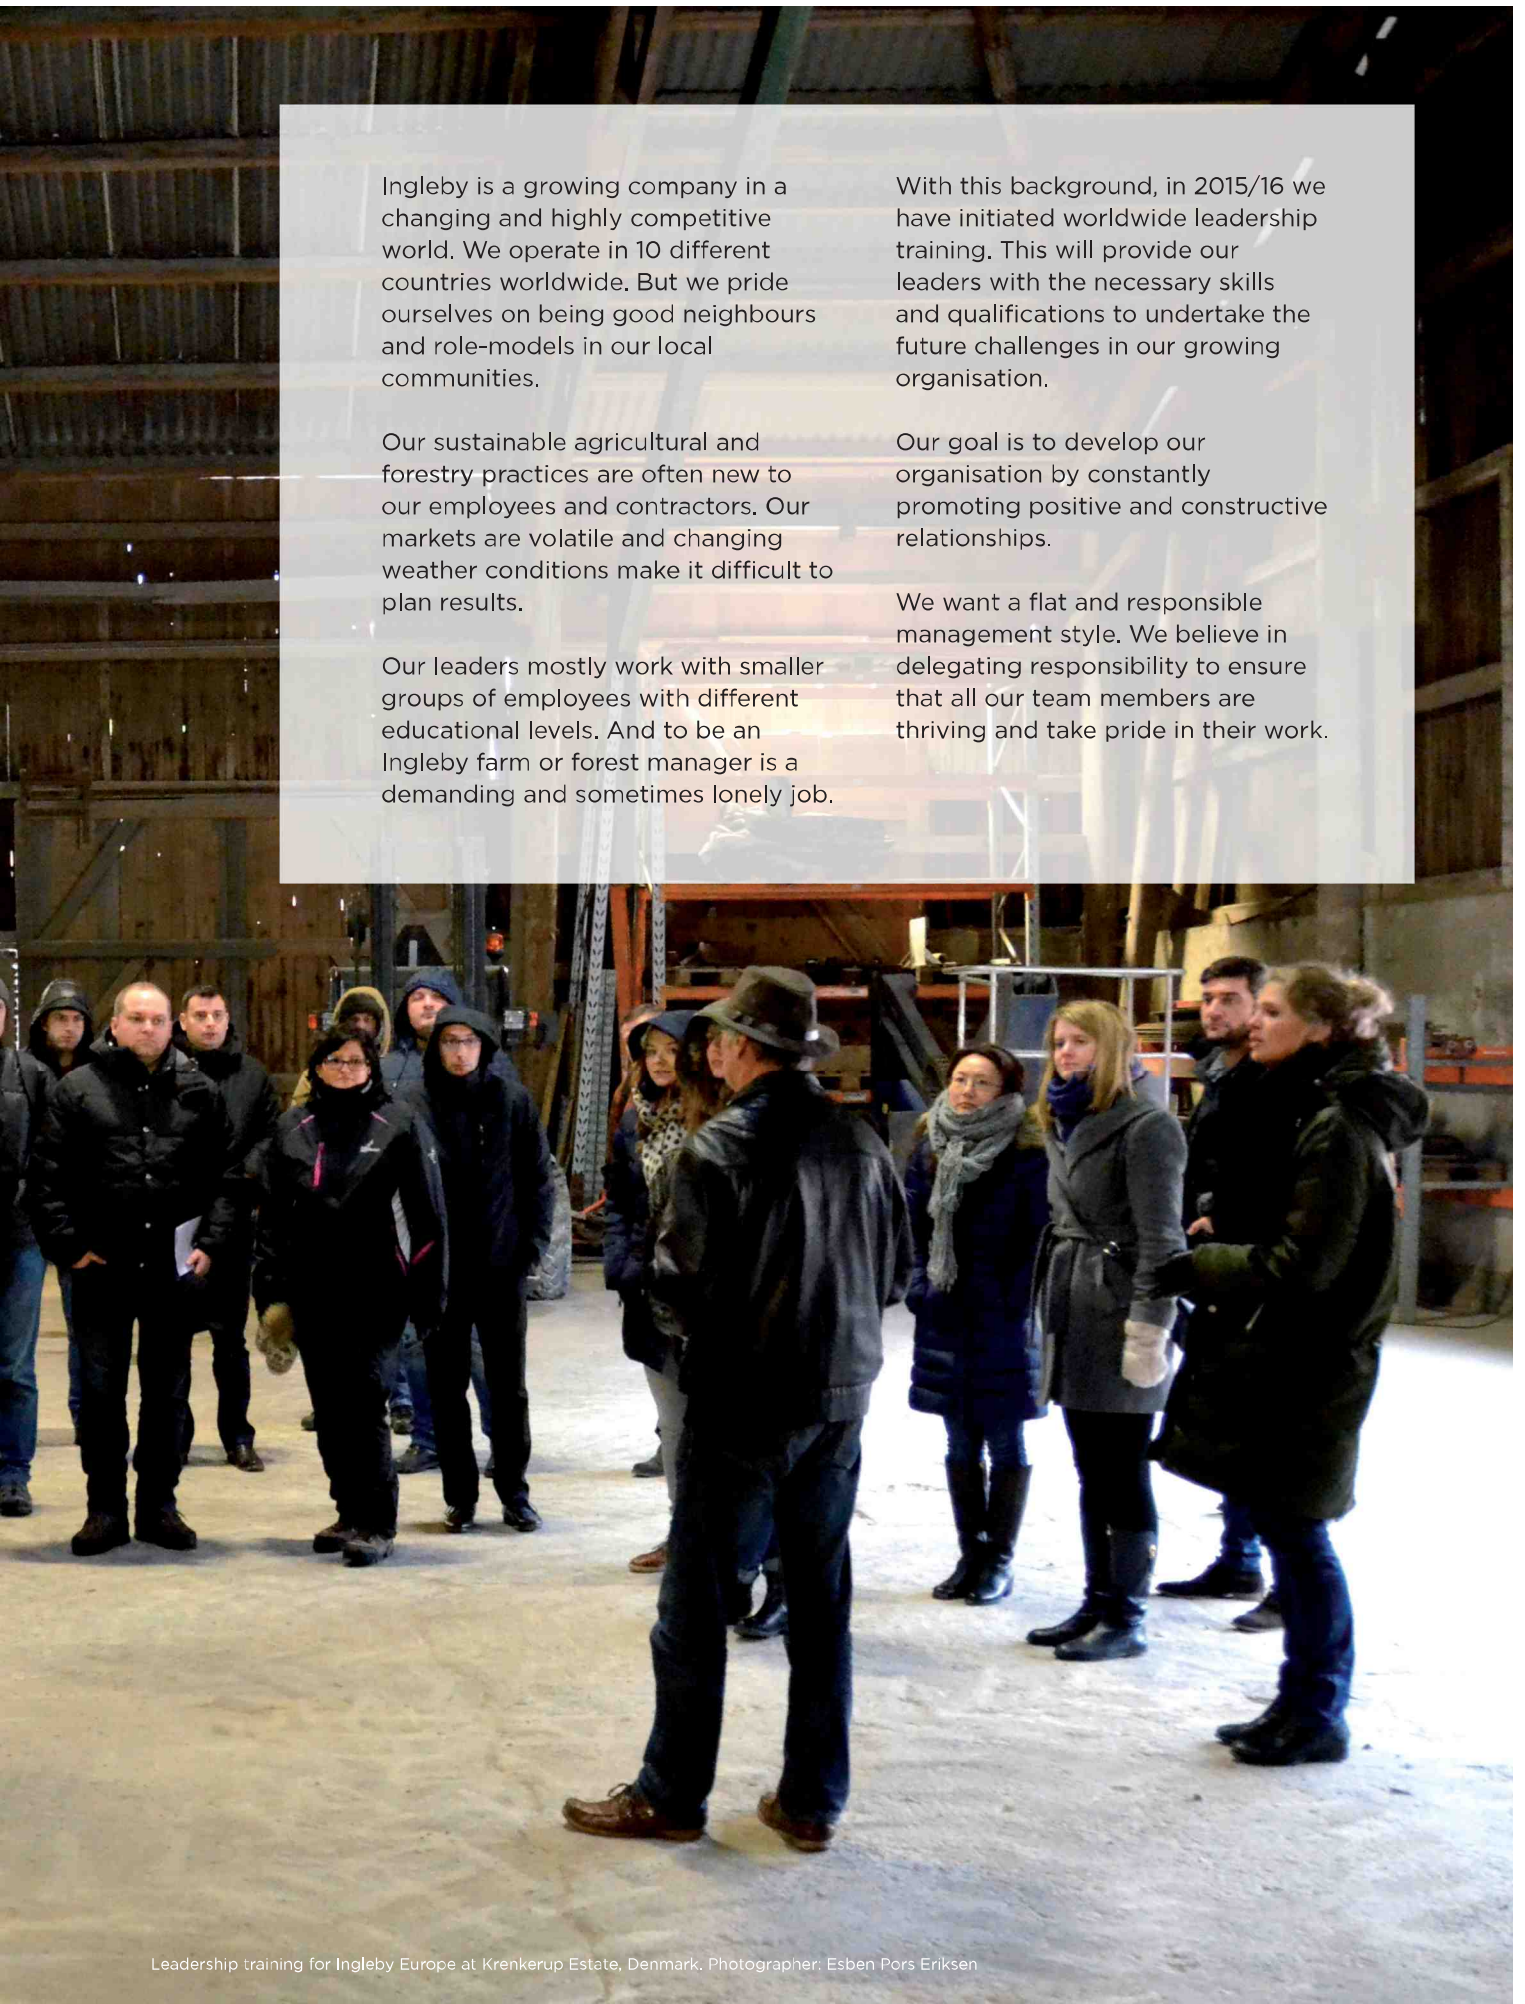 Ingleby is a growing company in a
changing and highly competitive
world. We operate in 10 different
countries worldwide. But we pride
ourselves on being good neighbours
and role-models in our local
communities.
Our sustainable agricultural and
forestry practices are often new to
our employees and contractors. Our
markets are volatile and changing
weather conditions make it difficult to
plan results.
Our leaders mostly work with smaller
groups of employees with different
educational levels. And to be an
Ingleby farm or forest manager is a
demanding and sometimes lonely job.
With this background, in 2015/16 we
have initiated worldwide leadership
training. This will provide our
leaders with the necessary skills
and qualifications to undertake the
future challenges in our growing
organisation.
Our goal is to develop our
organisation by constantly
promoting positive and constructive
relationships.
We want a flat and responsible
management style. We believe in
delegating responsibility to ensure
that all our team members are
thriving and take pride in their work.
Leadership training for Ingleby Europe at Krenkerup Estate, Denmark. Photographer: Esben Pors Eriksen